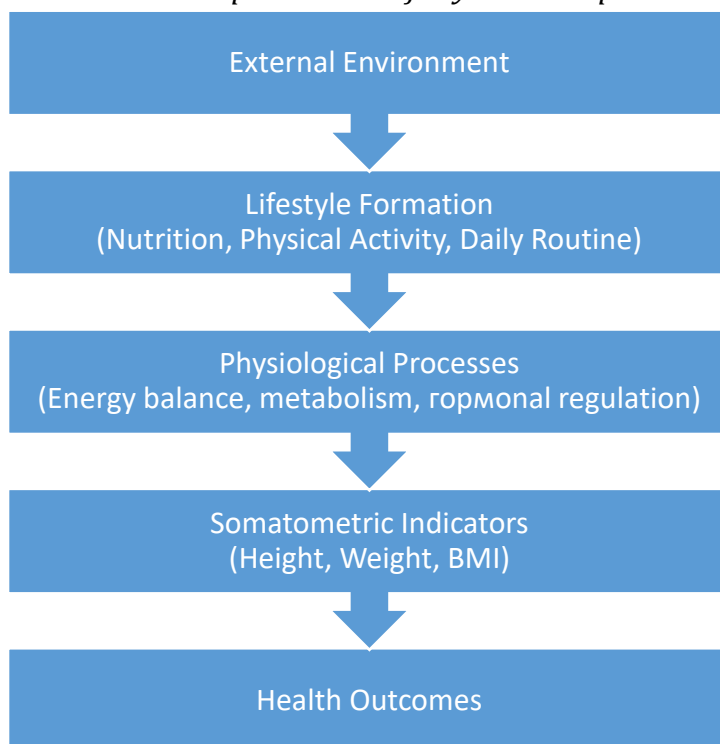 External Environment
Lifestyle Formation
(Nutrition, Physical Activity, Daily Routine)
Physiological Processes
(Energy balance, metabolism, гормonal regulation)
Somatometric Indicators
(Height, Weight, BMI)
Health Outcomes